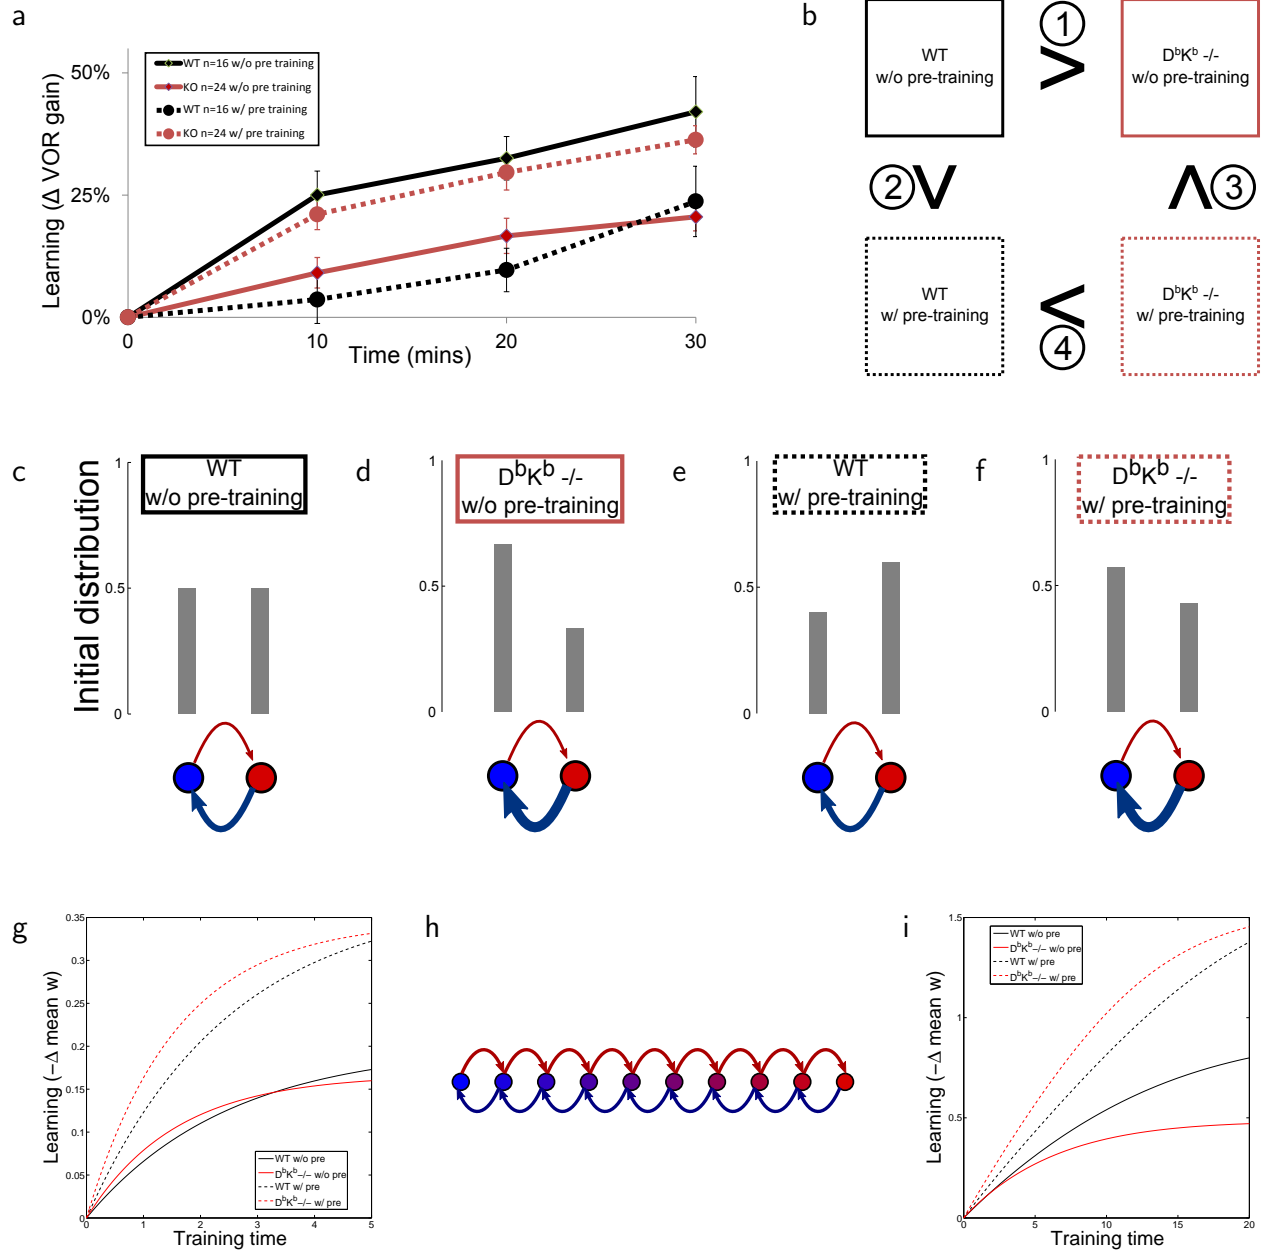 a
50%
25%
0%
Learning (Δ VOR gain)
WT n=16 w/o pre training
KO n=24 w/o pre training
WT n=16 w/ pre training
KO n=24 w/ pre training
0
10
20
30
Time (mins)
b
WT
w/o pre-training
1
>
DᵇKᵇ -/-
w/o pre-training
2
>
<
3
WT
w/ pre-training
<
4
DᵇKᵇ -/-
w/ pre-training
c
Initial distribution
1
0.5
0
WT
w/o pre-training
d
1
0.5
0
DᵇKᵇ -/-
w/o pre-training
e
1
0.5
0
WT
w/ pre-training
f
1
0.5
0
DᵇKᵇ -/-
w/ pre-training
g
Learning (−Δ mean w)
0.35
0.3
0.25
0.2
0.15
0.1
0.05
0
0 1 2 3 4 5
Training time
WT w/o pre
DᵇKᵇ−/− w/o pre
WT w/ pre
DᵇKᵇ−/− w/ pre
h
i
Learning (−Δ mean w)
1.5
1
0.5
0
0 5 10 15 20
Training time
WT w/o pre
DᵇKᵇ−/− w/o pre
WT w/ pre
DᵇKᵇ−/− w/ pre